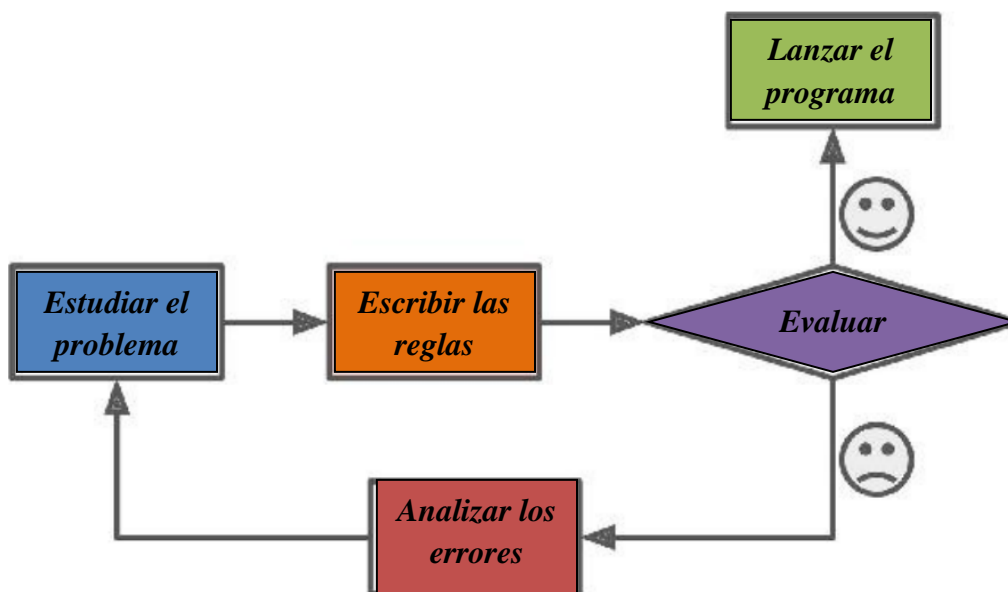 Lanzar el
programa
Estudiar el
problema
Escribir las
reglas
Evaluar
Analizar los
errores